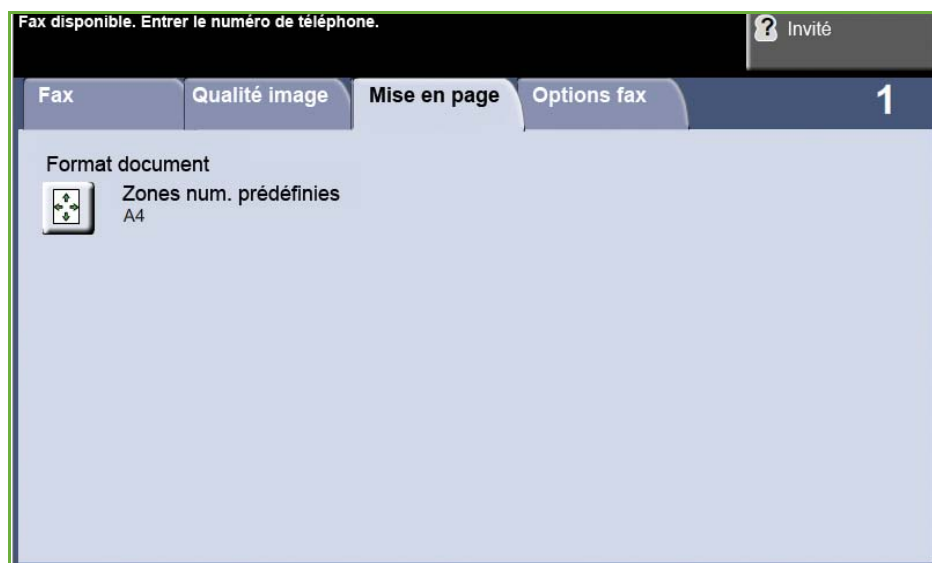 Fax disponible. Entrer le numéro de téléphone.
Invité
Fax
Qualité image
Mise en page
Options fax
1
Format document
Zones num. prédéfinies
A4